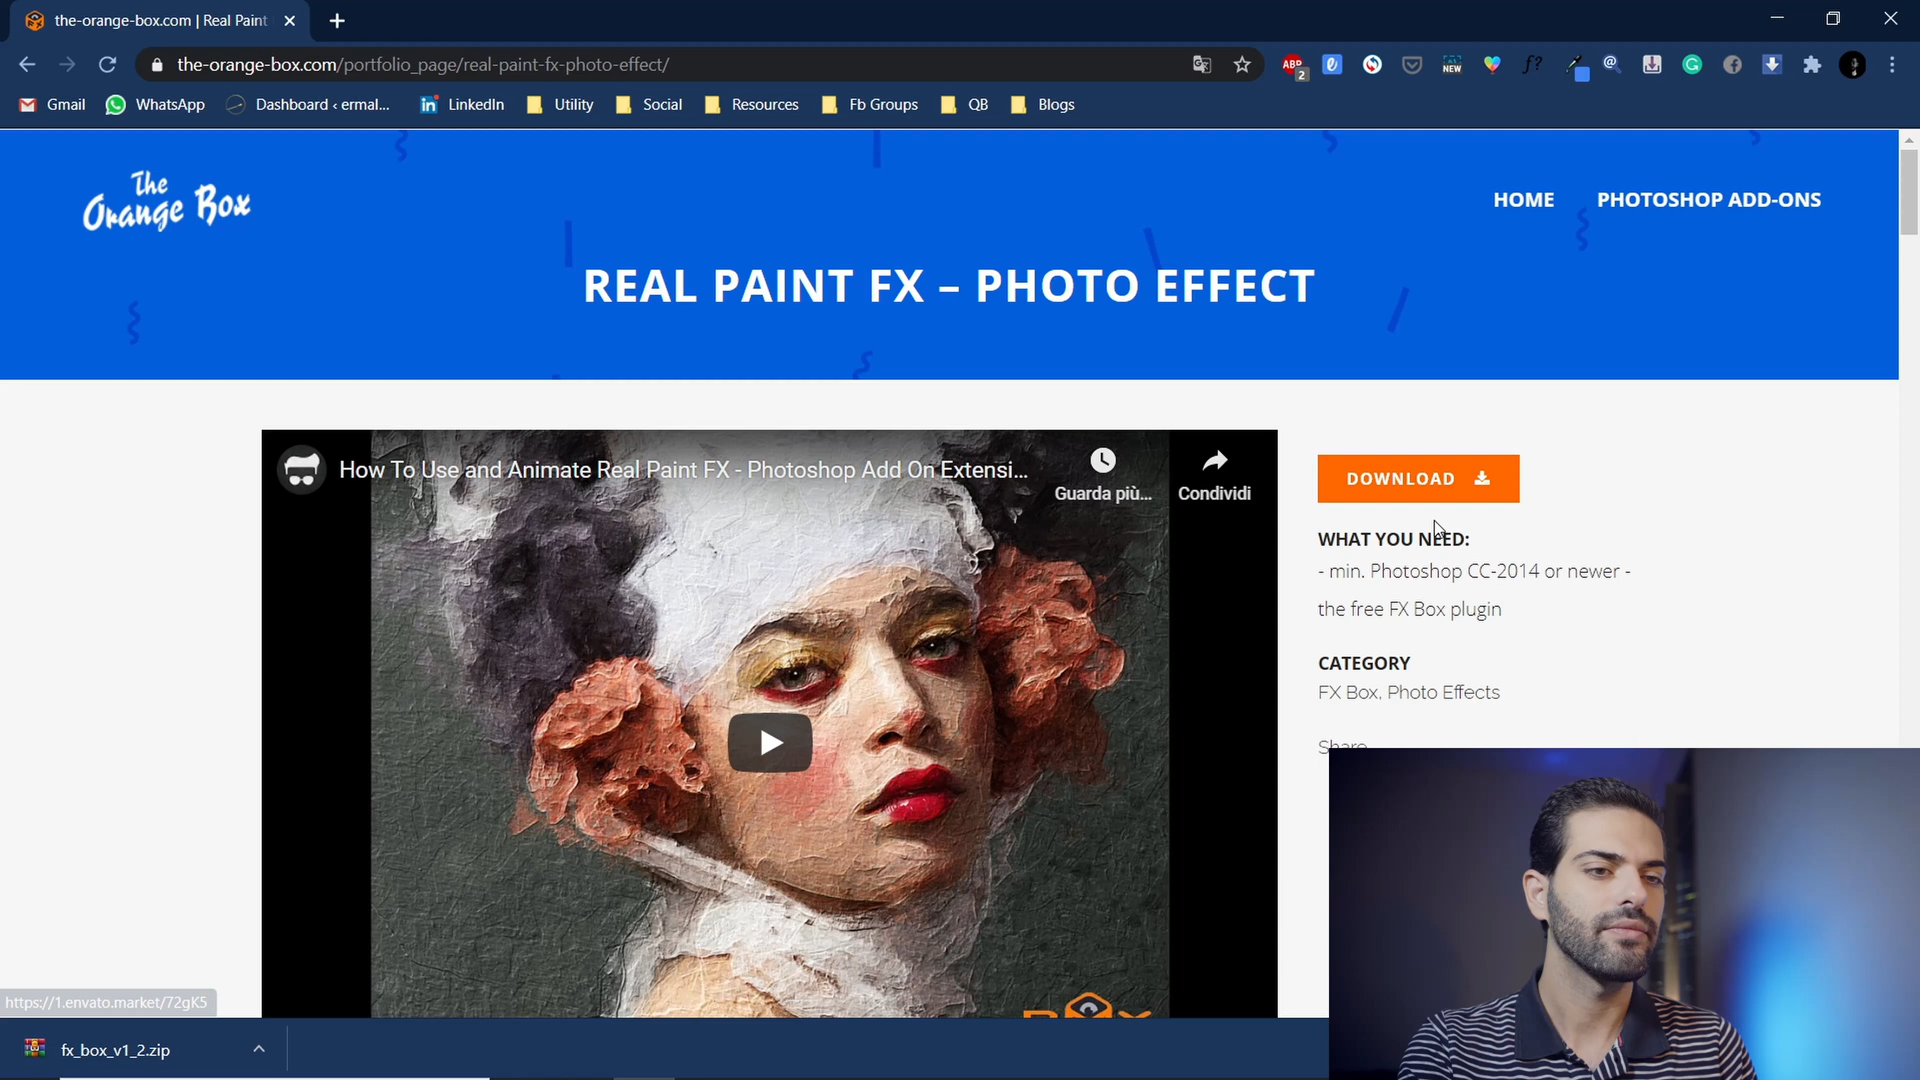 the-orange-box.com | Real Paint
the-orange-box.com/portfolio_page/real-paint-fx-photo-effect/
ABP
2
NEW
f?
Gmail
WhatsApp
Dashboard ‹ ermal...
LinkedIn
Utility
Social
Resources
Fb Groups
QB
Blogs
The
Orange Box
HOME
PHOTOSHOP ADD-ONS
REAL PAINT FX – PHOTO EFFECT
How To Use and Animate Real Paint FX - Photoshop Add On Extensi...
Guarda più...
Condividi
DOWNLOAD
WHAT YOU NEED:
- min. Photoshop CC-2014 or newer -
the free FX Box plugin
CATEGORY
FX Box, Photo Effects
Share
https://1.envato.market/72gK5
fx_box_v1_2.zip